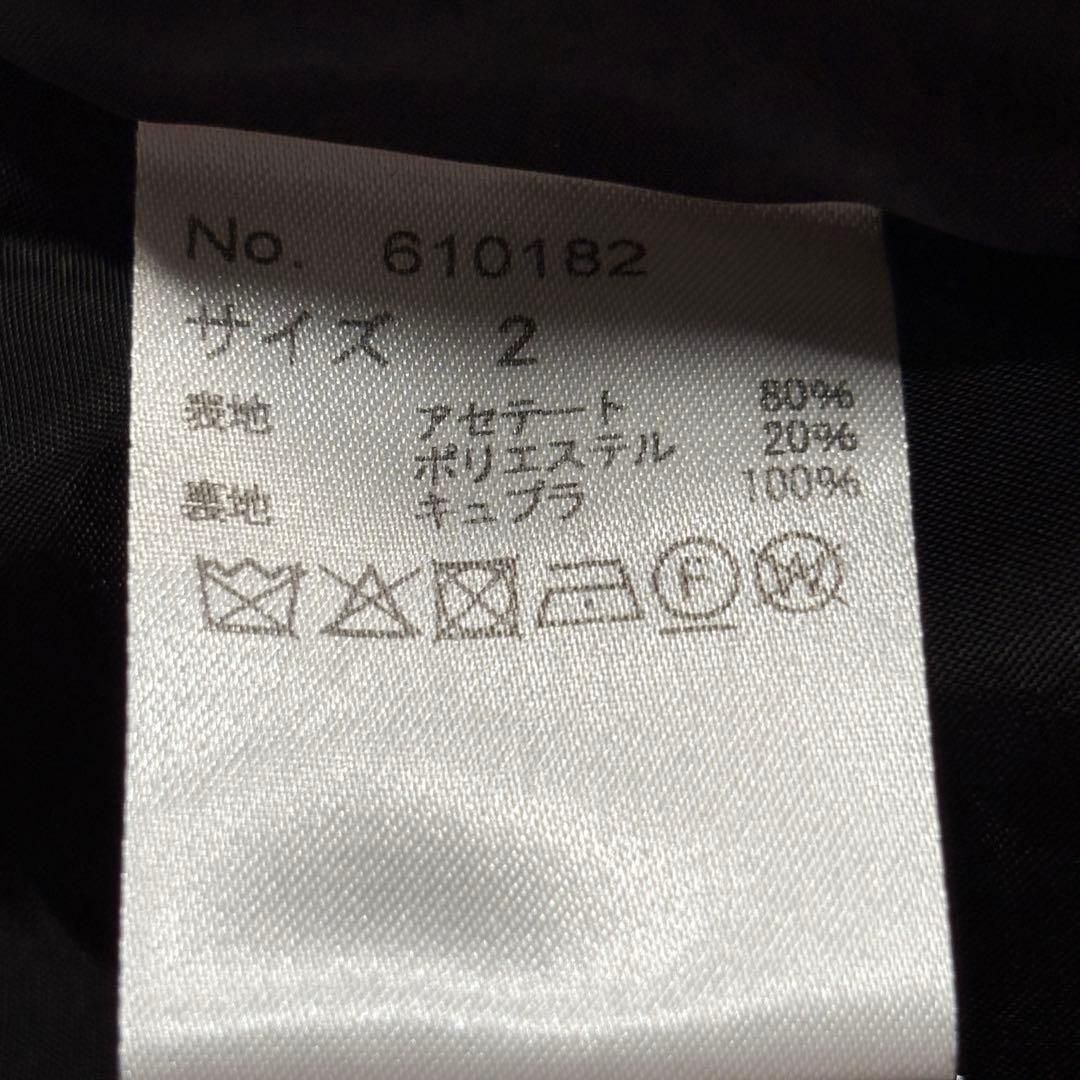 No. 610182
サイズ 2
表地 アセテート 80%
ポリエステル 20%
裏地 キュプラ 100%
F W